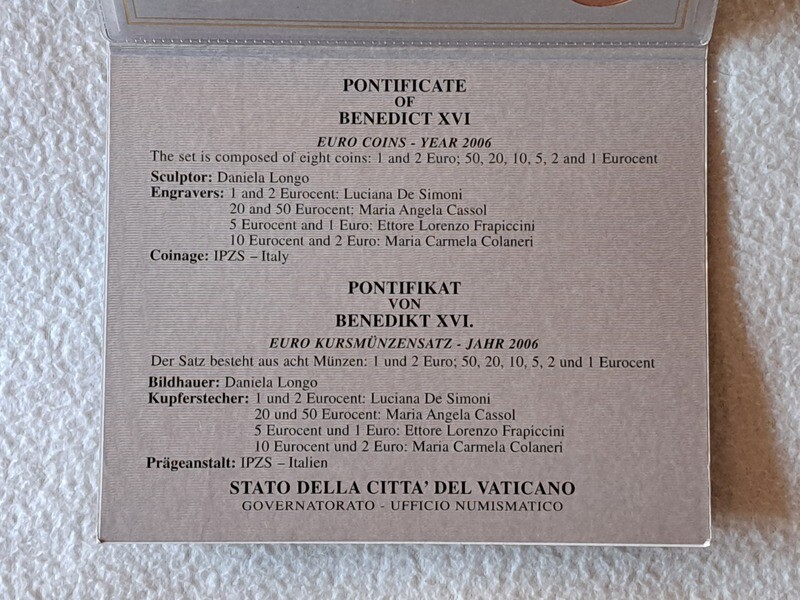 PONTIFICATE
OF
BENEDICT XVI
EURO COINS - YEAR 2006
The set is composed of eight coins: 1 and 2 Euro; 50, 20, 10, 5, 2 and 1 Eurocent
Sculptor: Daniela Longo
Engravers: 1 and 2 Eurocent: Luciana De Simoni
20 and 50 Eurocent: Maria Angela Cassol
5 Eurocent and 1 Euro: Ettore Lorenzo Frapiccini
10 Eurocent and 2 Euro: Maria Carmela Colaneri
Coinage: IPZS – Italy
PONTIFIKAT
VON
BENEDIKT XVI.
EURO KURSMÜNZENSATZ - JAHR 2006
Der Satz besteht aus acht Münzen: 1 und 2 Euro; 50, 20, 10, 5, 2 und 1 Eurocent
Bildhauer: Daniela Longo
Kupferstecher: 1 und 2 Eurocent: Luciana De Simoni
20 und 50 Eurocent: Maria Angela Cassol
5 Eurocent und 1 Euro: Ettore Lorenzo Frapiccini
10 Eurocent und 2 Euro: Maria Carmela Colaneri
Prägeanstalt: IPZS – Italien
STATO DELLA CITTA' DEL VATICANO
GOVERNATORATO - UFFICIO NUMISMATICO